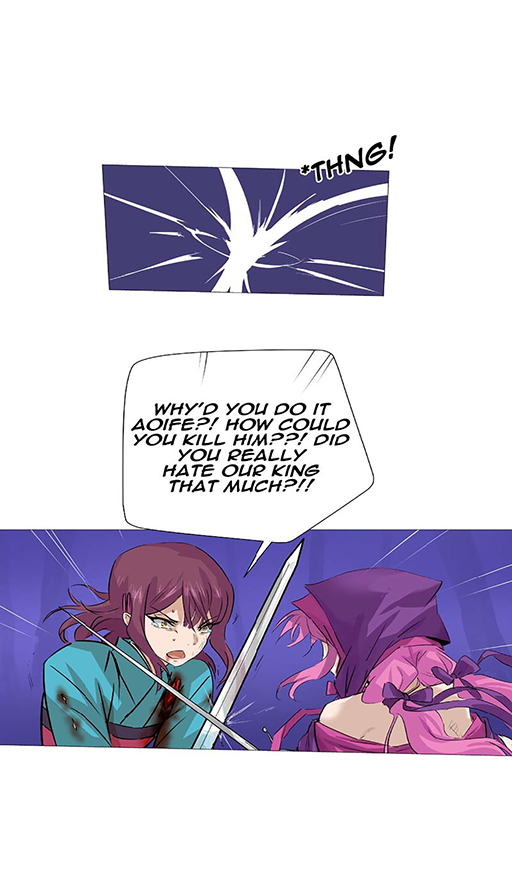 *THNG!
WHY'D YOU DO IT
AOIFE?! HOW COULD
YOU KILL HIM??! DID
YOU REALLY
HATE OUR KING
THAT MUCH?!!